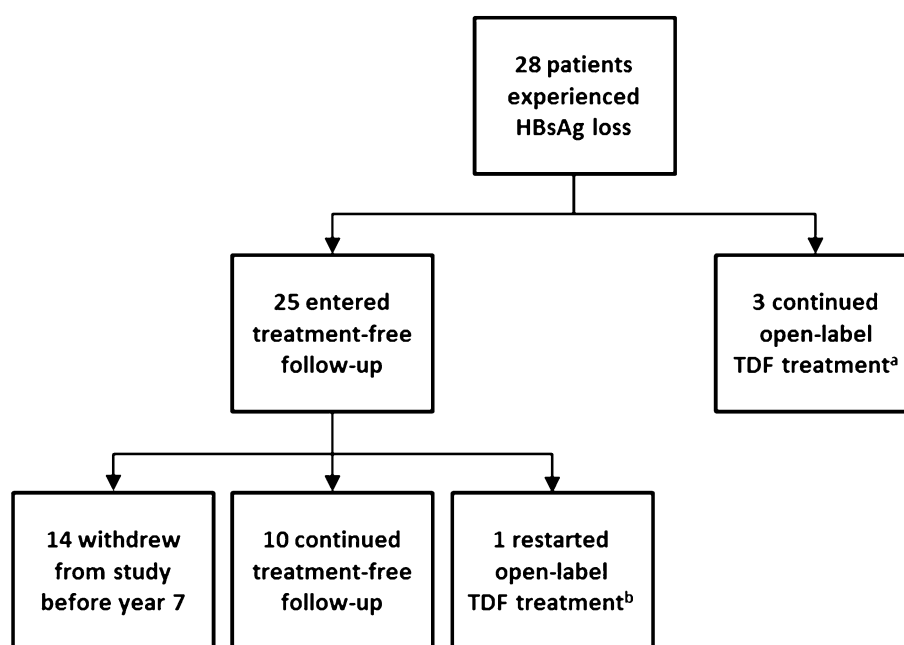 28 patients
experienced
HBsAg loss
25 entered
treatment-free
follow-up
3 continued
open-label
TDF treatmentᵃ
14 withdrew
from study
before year 7
10 continued
treatment-free
follow-up
1 restarted
open-label
TDF treatmentᵇ